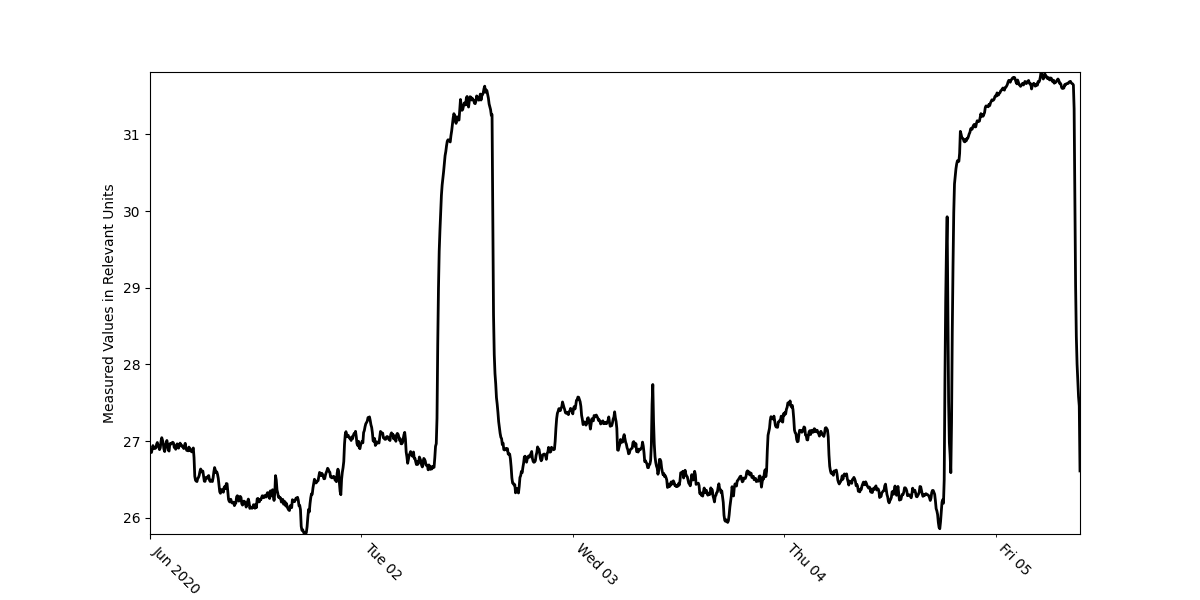 Measured Values in Relevant Units
31
30
29
28
27
26
Jun 2020
Tue 02
Wed 03
Thu 04
Fri 05